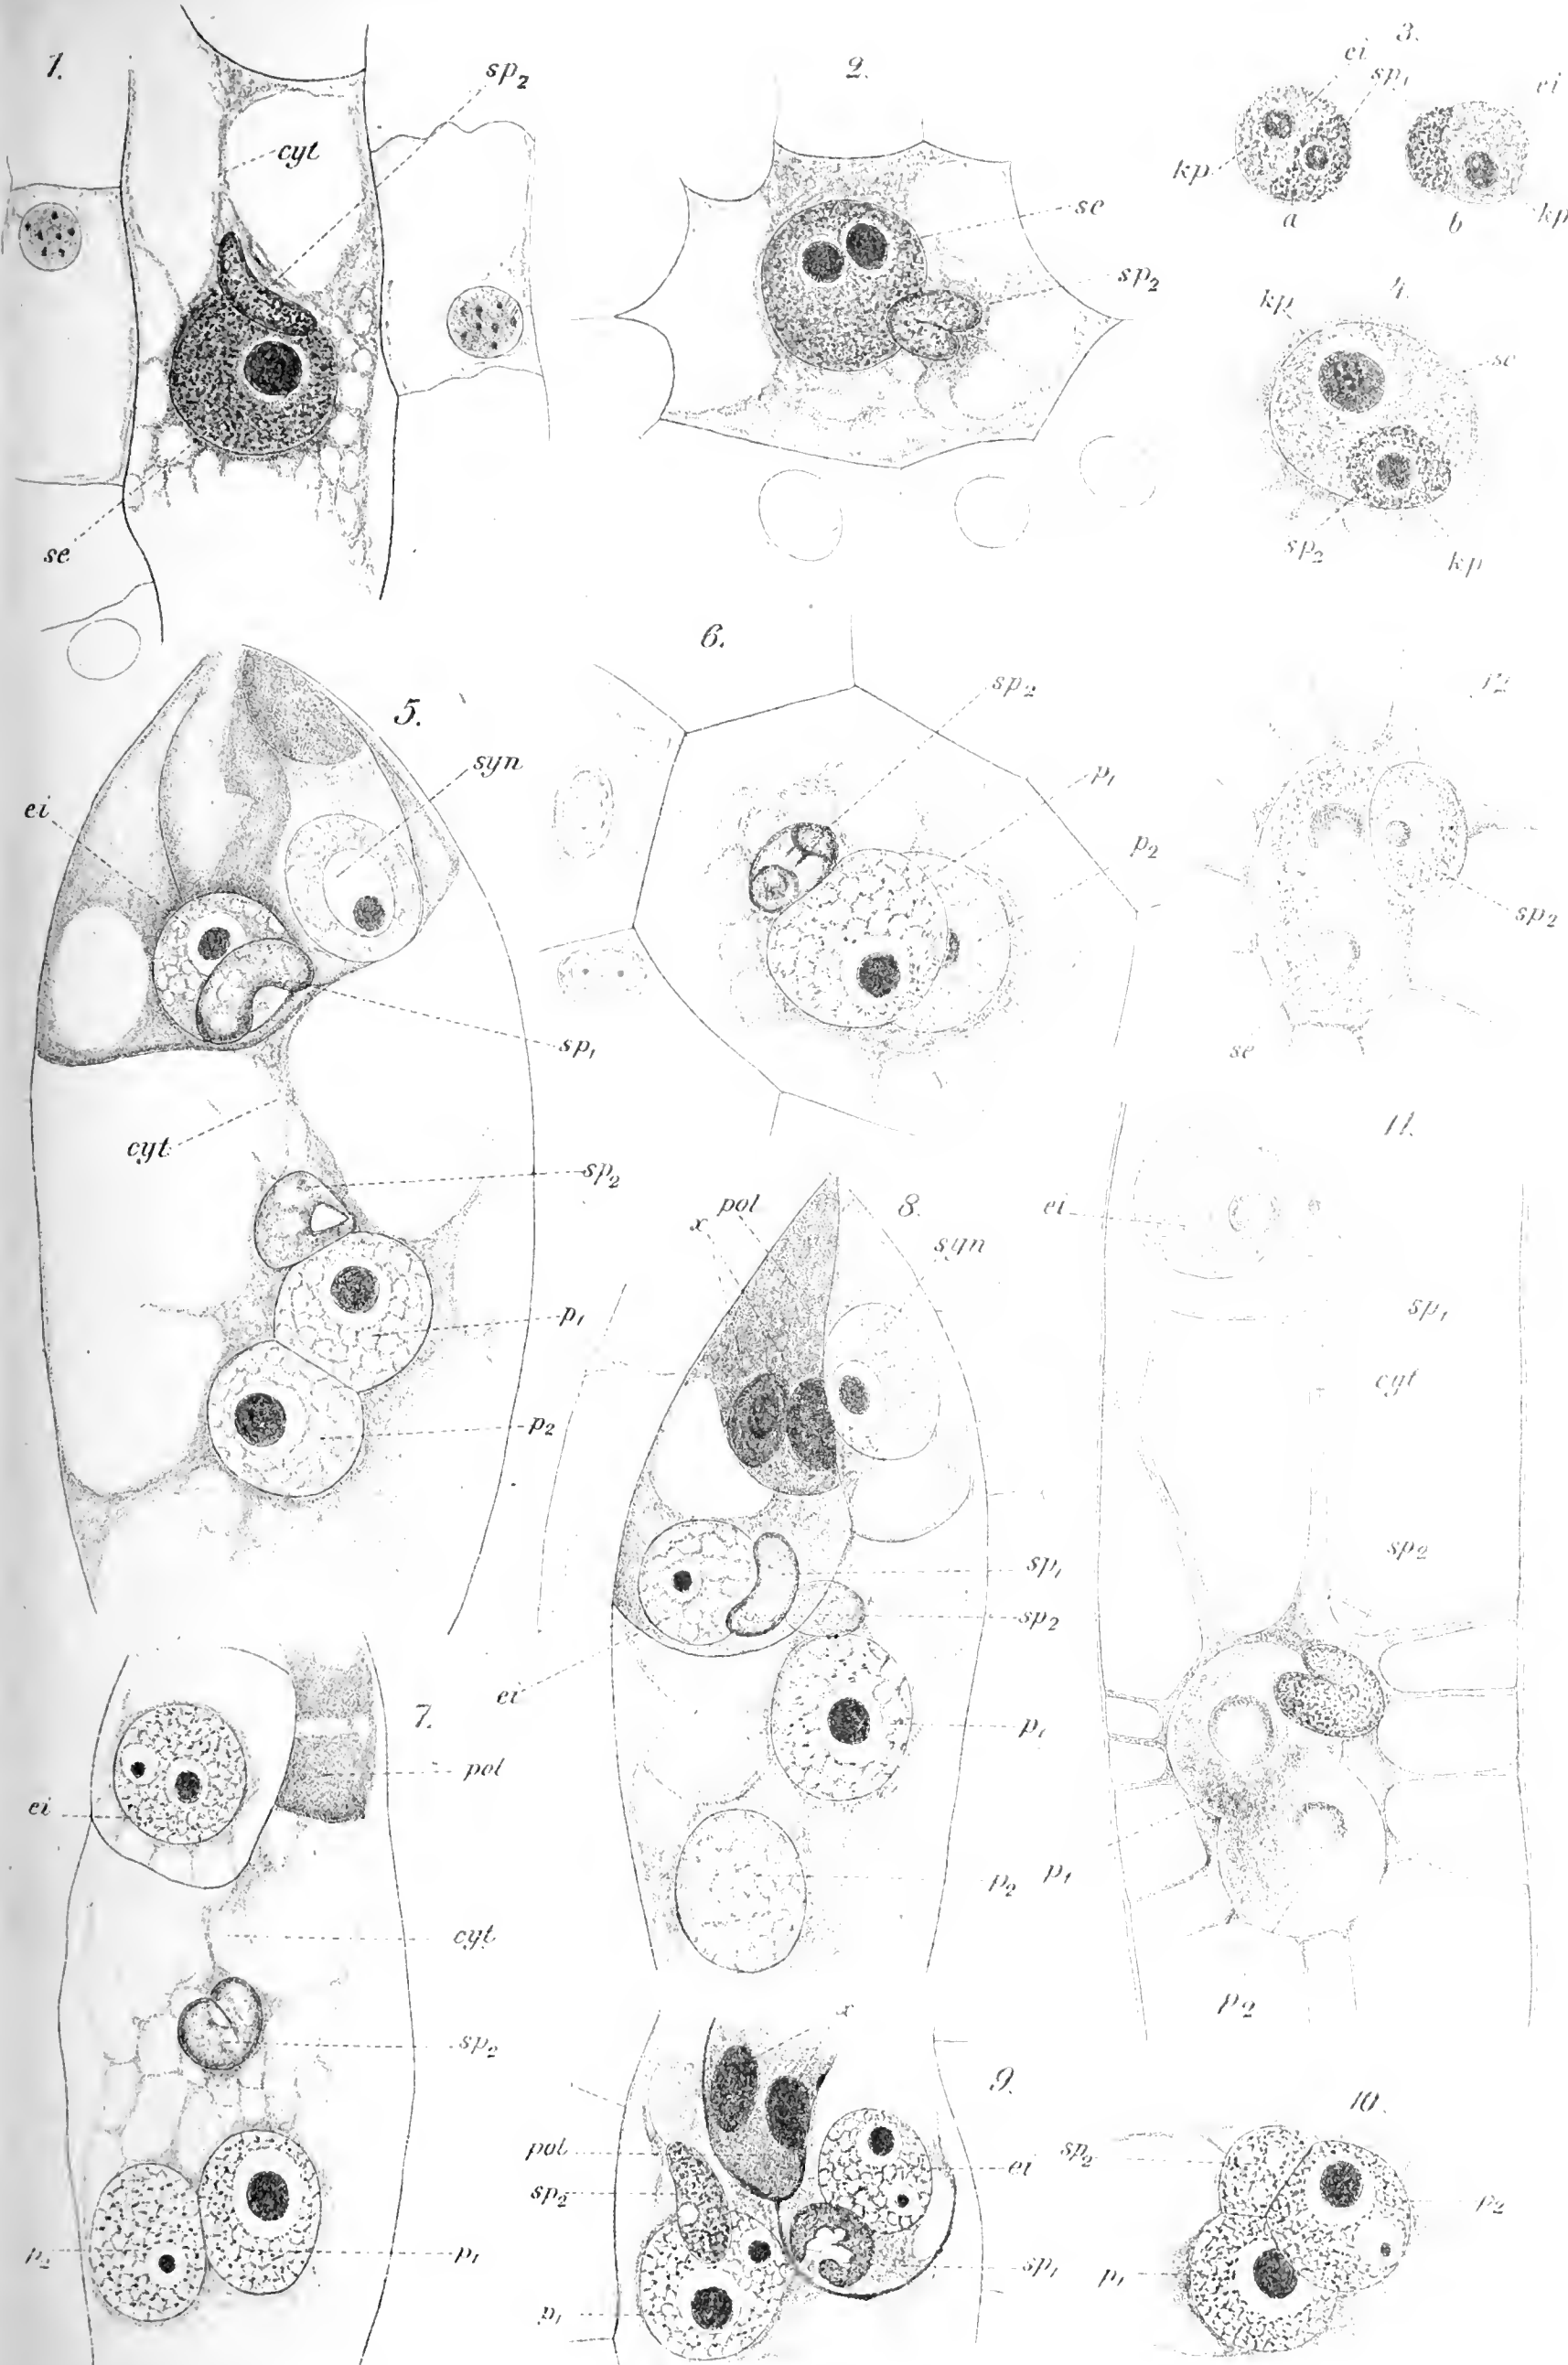 1.
sp₂
cyt
se
2.
se
sp₂
3.
ei
sp₁
kp
a
ei
b
kp
4.
kp
se
sp₂
kp
5.
syn
ei
sp₁
cyt
sp₂
p₁
p₂
6.
sp₂
p₁
p₂
12
sp₂
se
8.
pol
x
syn
sp₁
sp₂
ei
p₁
p₂
11.
ei
sp₁
cyt
sp₂
p₁
p₂
7.
pol
ei
cyt
sp₂
p₂
p₁
9.
x
pol
sp₂
ei
sp₁
p₁
10.
sp₂
p₂
p₁